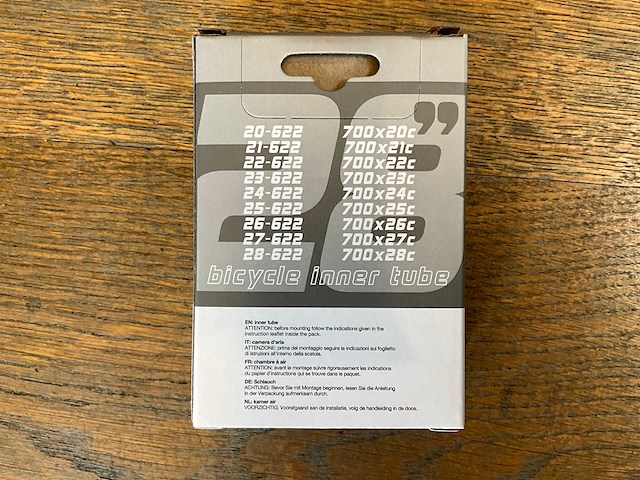 28”
20-622 700x20c
21-622 700x21c
22-622 700x22c
23-622 700x23c
24-622 700x24c
25-622 700x25c
26-622 700x26c
27-622 700x27c
28-622 700x28c
bicycle inner tube
EN: inner tube
ATTENTION: before mounting follow the indications given in the
instruction leaflet inside the pack.
IT: camera d'aria
ATTENZIONE: prima del montaggio seguire le indicazioni sul foglietto
di istruzioni all'interno della scatola.
FR: chambre à air
ATTENTION: avant le montage suivre rigoreusement les indications
du papier d'instructions qui se trouve dans le paquet.
DE: Schleuch
ACHTUNG: Bevor Sie mit Montage beginnen, lesen Sie die Anleitung
in der Verpackung aufmerksam durch.
NL: kamer air
VOORZICHTIG: Voorafgaand aan de installatie, volg de handleiding in de doos.